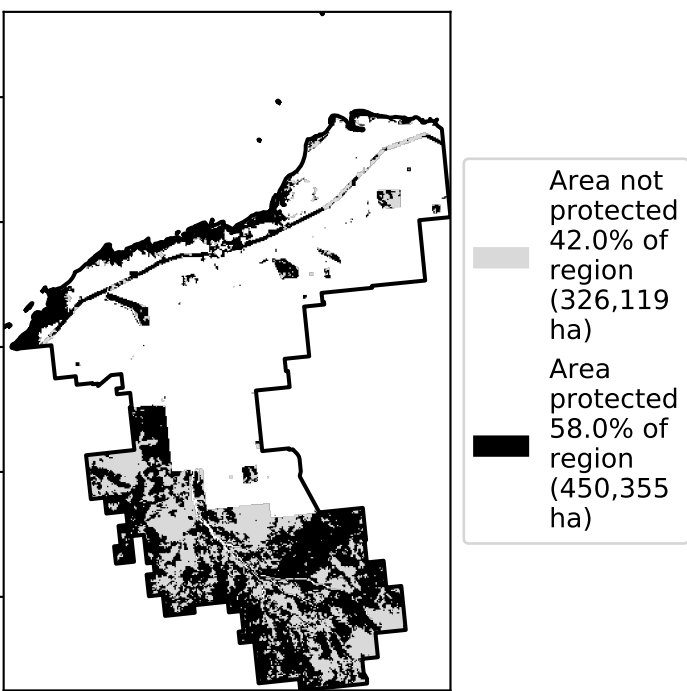 Area not
protected
42.0% of
region
(326,119
ha)
Area
protected
58.0% of
region
(450,355
ha)